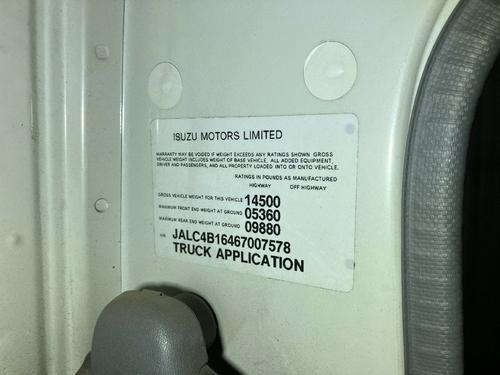 ISUZU MOTORS LIMITED
WARRANTY MAY BE VOIDED IF WEIGHT EXCEEDS ANY RATINGS SHOWN. GROSS
VEHICLE WEIGHT INCLUDES WEIGHT OF BASE VEHICLE, ALL ADDED EQUIPMENT,
DRIVER AND PASSENGERS, AND ALL PROPERTY LOADED INTO OR ONTO VEHICLE.
RATINGS IN POUNDS AS MANUFACTURED
HIGHWAY OFF HIGHWAY
GROSS VEHICLE WEIGHT FOR THIS VEHICLE 14500
MAXIMUM FRONT END WEIGHT AT GROUND 05360
MAXIMUM REAR END WEIGHT AT GROUND 09880
VIN JALC4B16467007578
TRUCK APPLICATION